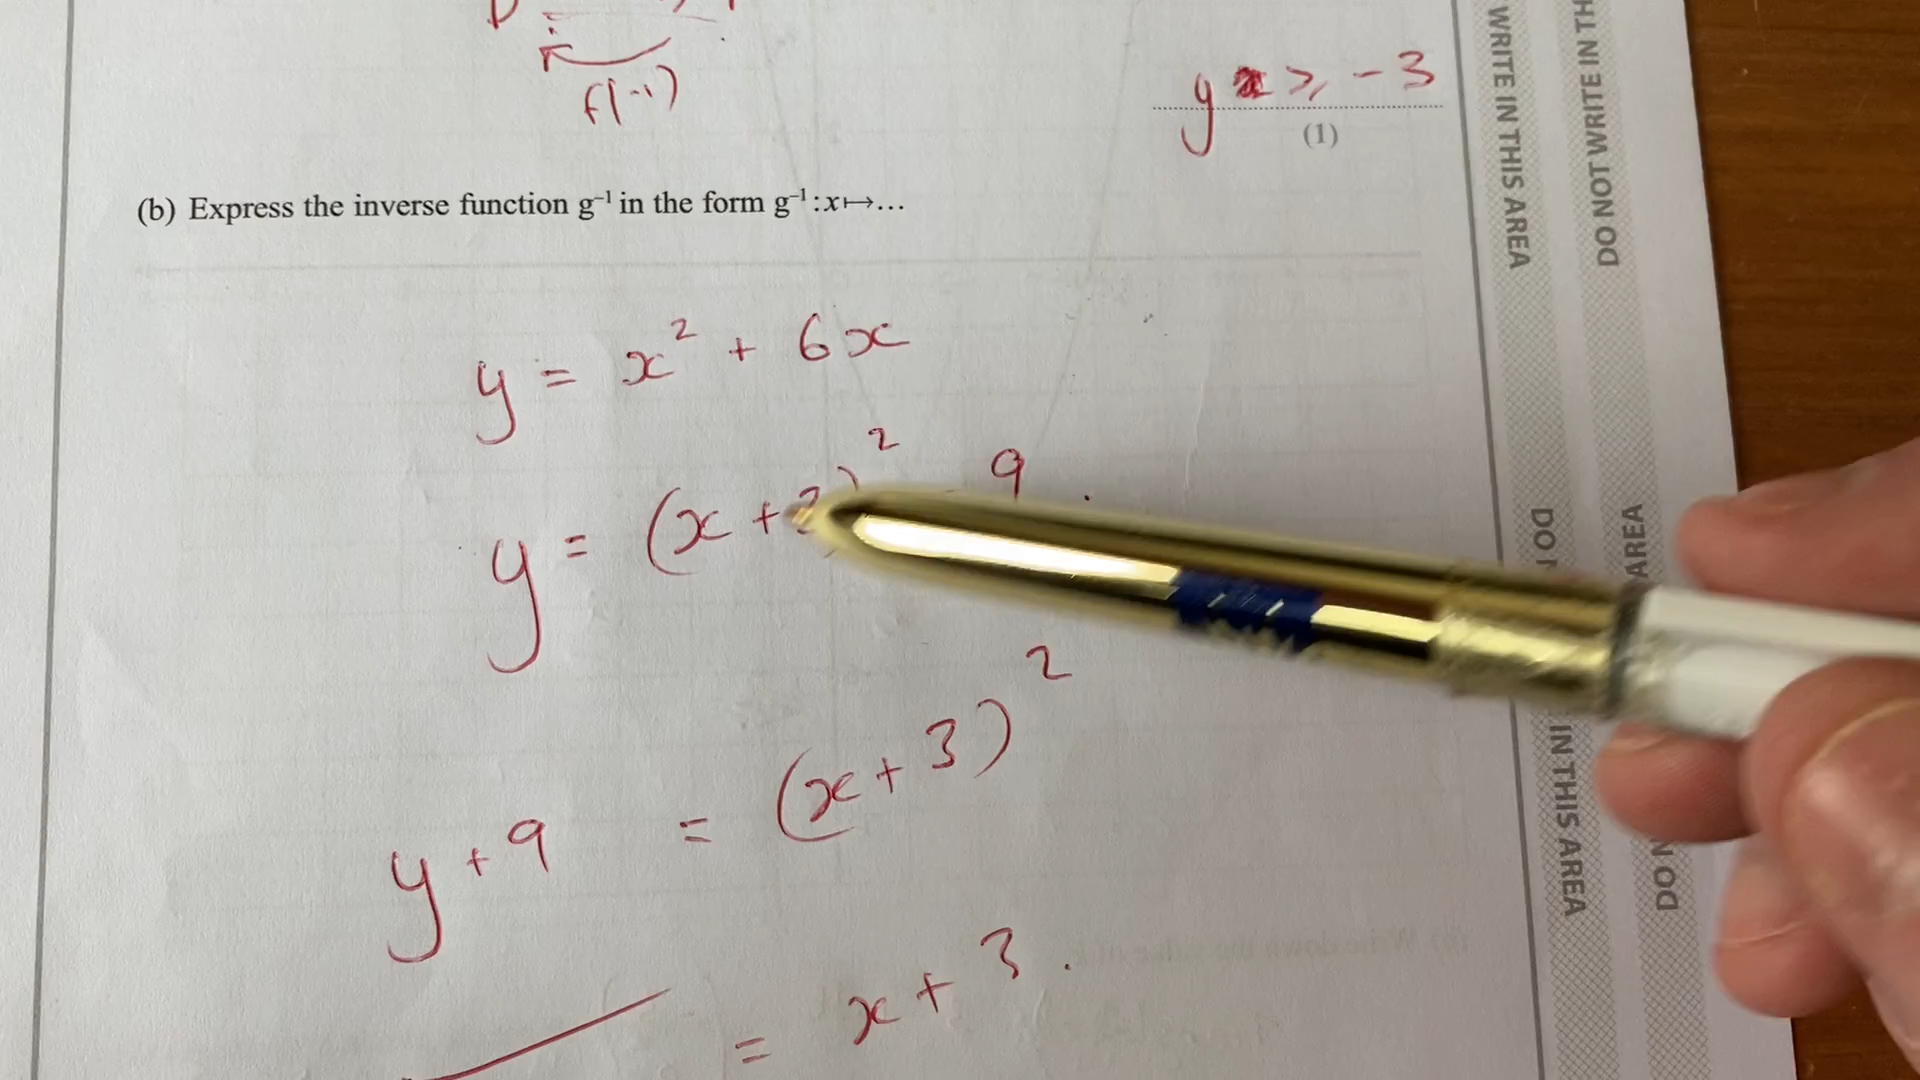 f(-1)
y ≥ -3
(1)
(b) Express the inverse function g⁻¹ in the form g⁻¹ : x ↦ …
y = x² + 6x
y = (x + 3)² - 9
y + 9 = (x + 3)²
= x + 3
WRITE IN THIS AREA
DO NOT WRITE IN TH
DO
IN THIS AREA
AREA
DO N